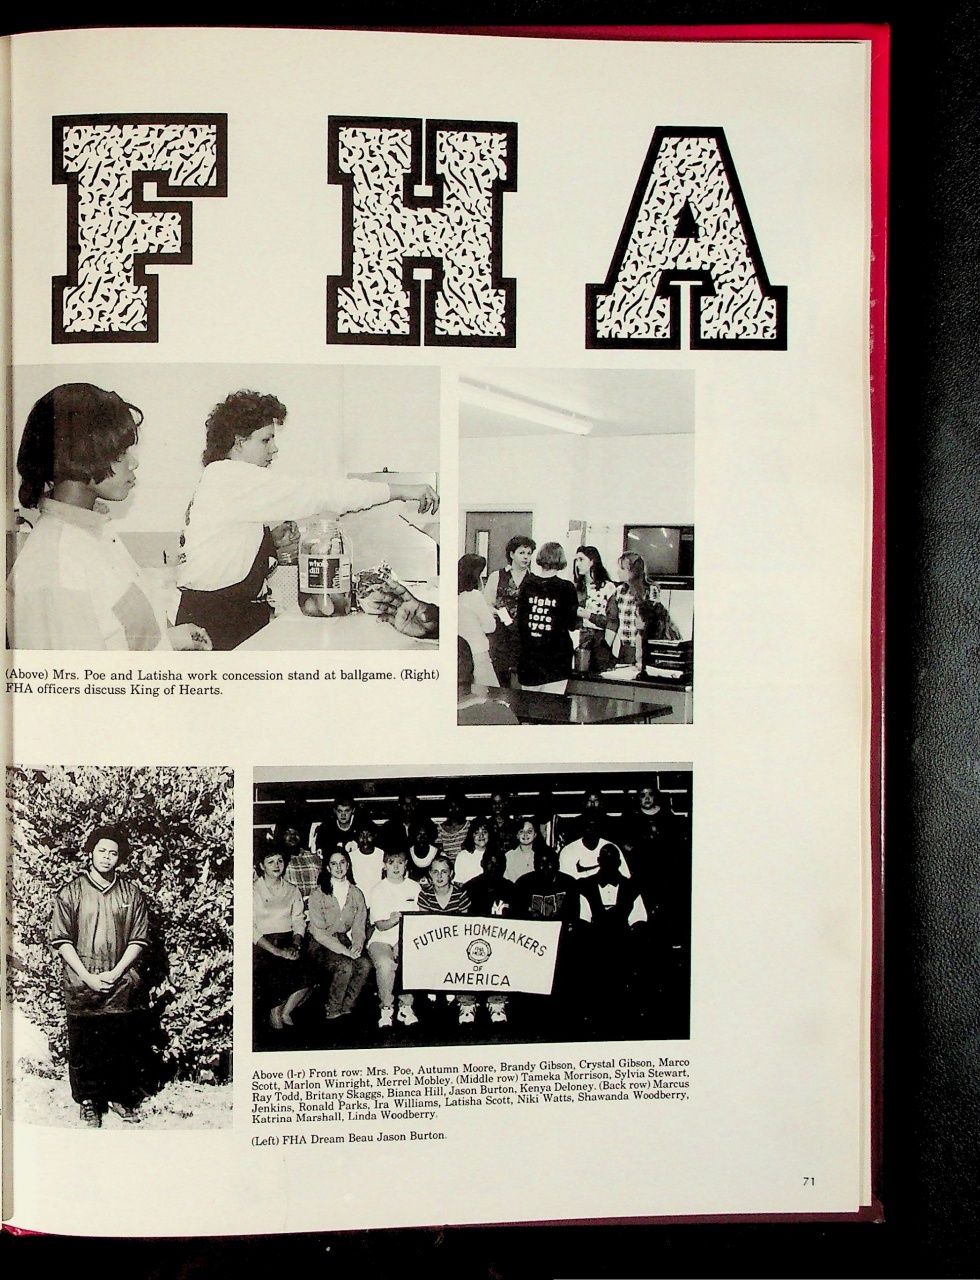 FHA
whole
dill
sight
for
sore
eyes
(Above) Mrs. Poe and Latisha work concession stand at ballgame. (Right)
FHA officers discuss King of Hearts.
FUTURE HOMEMAKERS
OF
AMERICA
Above (l-r) Front row: Mrs. Poe, Autumn Moore, Brandy Gibson, Crystal Gibson, Marco
Scott, Marlon Winright, Merrel Mobley. (Middle row) Tameka Morrison, Sylvia Stewart,
Ray Todd, Britany Skaggs, Bianca Hill, Jason Burton, Kenya Deloney. (Back row) Marcus
Jenkins, Ronald Parks, Ira Williams, Latisha Scott, Niki Watts, Shawanda Woodberry,
Katrina Marshall, Linda Woodberry.
(Left) FHA Dream Beau Jason Burton.
71